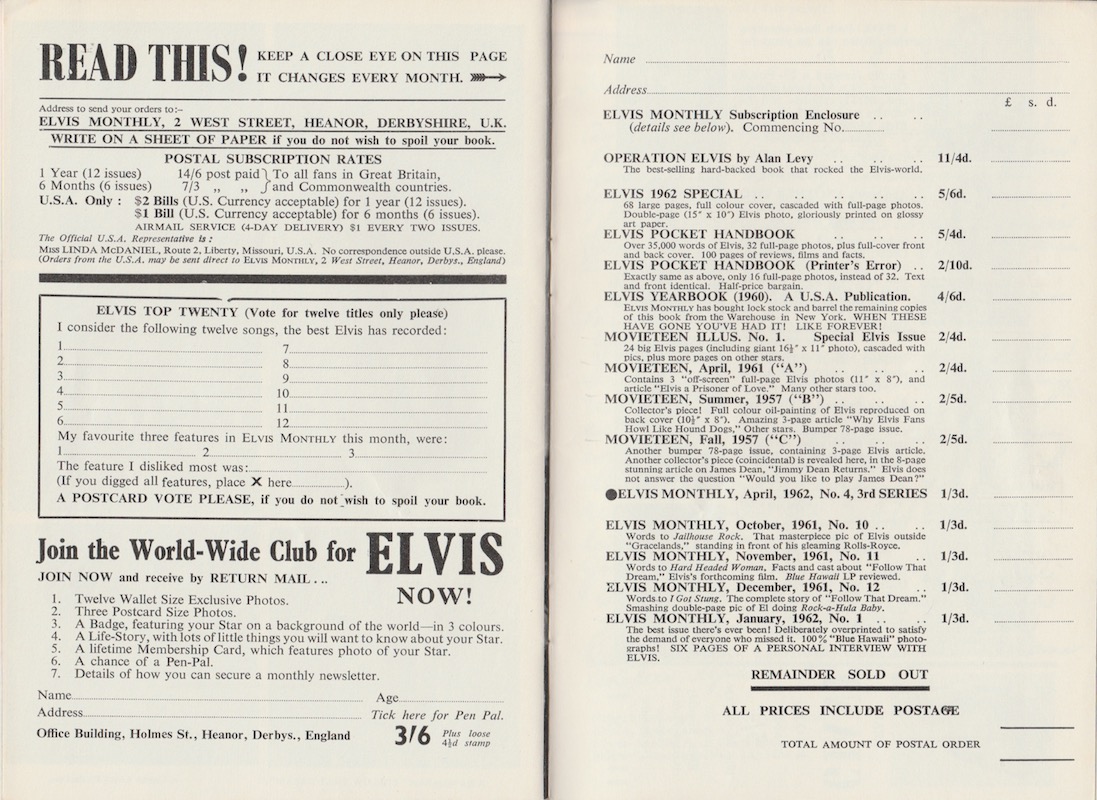 READ THIS!
KEEP A CLOSE EYE ON THIS PAGE
IT CHANGES EVERY MONTH.
Address to send your orders to:–
ELVIS MONTHLY, 2 WEST STREET, HEANOR, DERBYSHIRE, U.K.
WRITE ON A SHEET OF PAPER if you do not wish to spoil your book.
POSTAL SUBSCRIPTION RATES
1 Year (12 issues) 14/6 post paid } To all fans in Great Britain,
6 Months (6 issues) 7/3 „ „ } and Commonwealth countries.
U.S.A. Only : $2 Bills (U.S. Currency acceptable) for 1 year (12 issues).
$1 Bill (U.S. Currency acceptable) for 6 months (6 issues).
AIRMAIL SERVICE (4-DAY DELIVERY) $1 EVERY TWO ISSUES.
The Official U.S.A. Representative is :
MISS LINDA MCDANIEL, Route 2, Liberty, Missouri, U.S.A. No correspondence outside U.S.A. please.
(Orders from the U.S.A. may be sent direct to ELVIS MONTHLY, 2 West Street, Heanor, Derbys., England)
ELVIS TOP TWENTY (Vote for twelve titles only please)
I consider the following twelve songs, the best Elvis has recorded:
1 7
2 8
3 9
4 10
5 11
6 12
My favourite three features in ELVIS MONTHLY this month, were:
1 2 3
The feature I disliked most was:
(If you digged all features, place X here ).
A POSTCARD VOTE PLEASE, if you do not wish to spoil your book.
Join the World-Wide Club for ELVIS
JOIN NOW and receive by RETURN MAIL . . .
NOW!
1. Twelve Wallet Size Exclusive Photos.
2. Three Postcard Size Photos.
3. A Badge, featuring your Star on a background of the world—in 3 colours.
4. A Life-Story, with lots of little things you will want to know about your Star.
5. A lifetime Membership Card, which features photo of your Star.
6. A chance of a Pen-Pal.
7. Details of how you can secure a monthly newsletter.
Name Age
Address Tick here for Pen Pal.
Office Building, Holmes St., Heanor, Derbys., England 3/6 Plus loose
4½d stamp
Name
Address
£ s. d.
ELVIS MONTHLY Subscription Enclosure . . . .
(details see below). Commencing No.
OPERATION ELVIS by Alan Levy . . . . . . 11/4d.
The best-selling hard-backed book that rocked the Elvis-world.
ELVIS 1962 SPECIAL . . . . . . . . . . 5/6d.
68 large pages, full colour cover, cascaded with full-page photos.
Double-page (15″ x 10″) Elvis photo, gloriously printed on glossy
art paper.
ELVIS POCKET HANDBOOK . . . . . . 5/4d.
Over 35,000 words of Elvis, 32 full-page photos, plus full-cover front
and back cover. 100 pages of reviews, films and facts.
ELVIS POCKET HANDBOOK (Printer's Error) . . 2/10d.
Exactly same as above, only 16 full-page photos, instead of 32. Text
and front identical. Half-price bargain.
ELVIS YEARBOOK (1960). A U.S.A. Publication. 4/6d.
ELVIS MONTHLY has bought lock stock and barrel the remaining copies
of this book from the Warehouse in New York. WHEN THESE
HAVE GONE YOU'VE HAD IT! LIKE FOREVER!
MOVIETEEN ILLUS. No. 1. Special Elvis Issue 2/4d.
24 big Elvis pages (including giant 16½″ x 11″ photo), cascaded with
pics, plus more pages on other stars.
MOVIETEEN, April, 1961 ("A") . . . . 2/4d.
Contains 3 "off-screen" full-page Elvis photos (11″ x 8″), and
article "Elvis a Prisoner of Love." Many other stars too.
MOVIETEEN, Summer, 1957 ("B") . . . . . . 2/5d.
Collector's piece! Full colour oil-painting of Elvis reproduced on
back cover (10½″ x 8″). Amazing 3-page article "Why Elvis Fans
Howl Like Hound Dogs," Other stars. Bumper 78-page issue.
MOVIETEEN, Fall, 1957 ("C") . . . . 2/5d.
Another bumper 78-page issue, containing 3-page Elvis article.
Another collector's piece (coincidental) is revealed here, in the 8-page
stunning article on James Dean, "Jimmy Dean Returns." Elvis does
not answer the question "Would you like to play James Dean?"
●ELVIS MONTHLY, April, 1962, No. 4, 3rd SERIES 1/3d.
ELVIS MONTHLY, October, 1961, No. 10 . . . . 1/3d.
Words to Jailhouse Rock. That masterpiece pic of Elvis outside
"Gracelands," standing in front of his gleaming Rolls-Royce.
ELVIS MONTHLY, November, 1961, No. 11 . . 1/3d.
Words to Hard Headed Woman, Facts and cast about "Follow That
Dream," Elvis's forthcoming film. Blue Hawaii LP reviewed.
ELVIS MONTHLY, December, 1961, No. 12 . . 1/3d.
Words to I Got Stung. The complete story of "Follow That Dream."
Smashing double-page pic of El doing Rock-a-Hula Baby.
ELVIS MONTHLY, January, 1962, No. 1 . . . . 1/3d.
The best issue there's ever been! Deliberately overprinted to satisfy
the demand of everyone who missed it. 100% "Blue Hawaii" photo-
graphs! SIX PAGES OF A PERSONAL INTERVIEW WITH
ELVIS.
REMAINDER SOLD OUT
ALL PRICES INCLUDE POSTAGE
TOTAL AMOUNT OF POSTAL ORDER